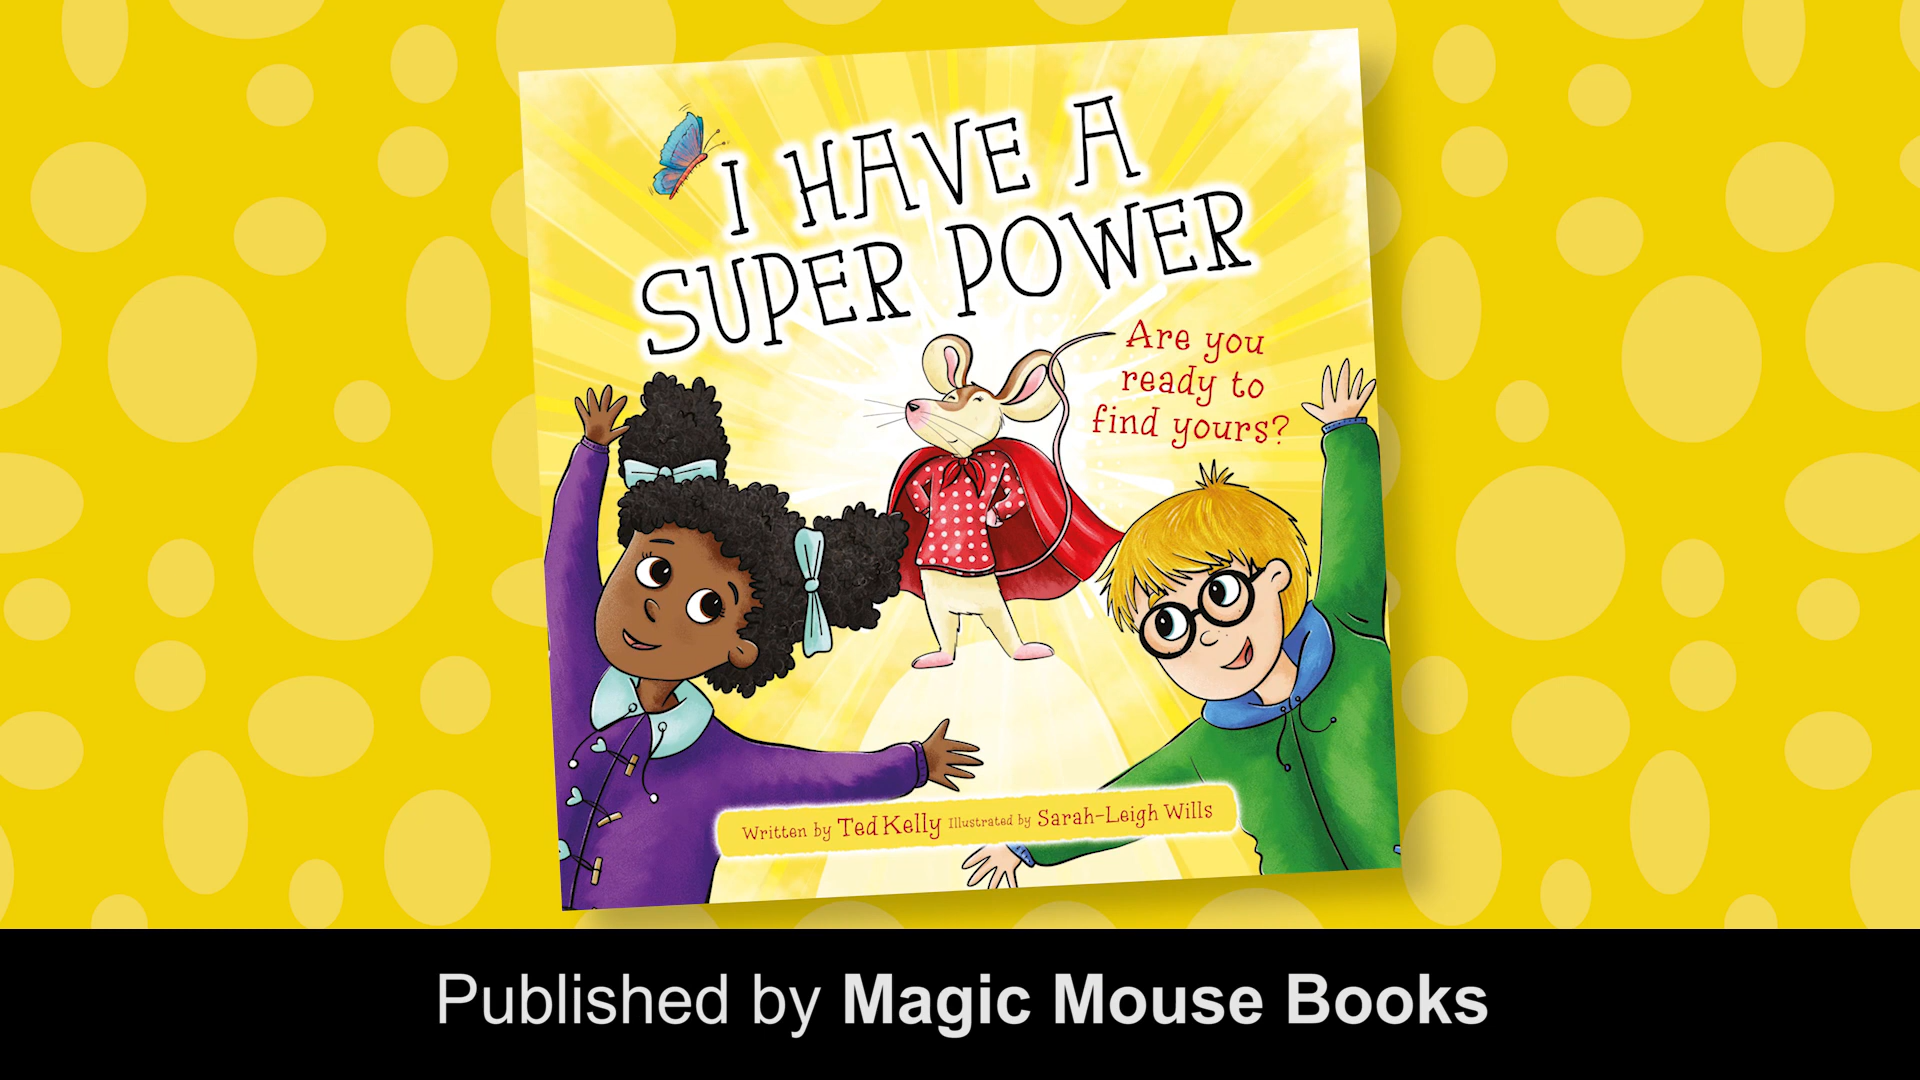 I HAVE A
SUPER POWER
Are you
ready to
find yours?
Written by Ted Kelly Illustrated by Sarah-Leigh Wills
Published by Magic Mouse Books